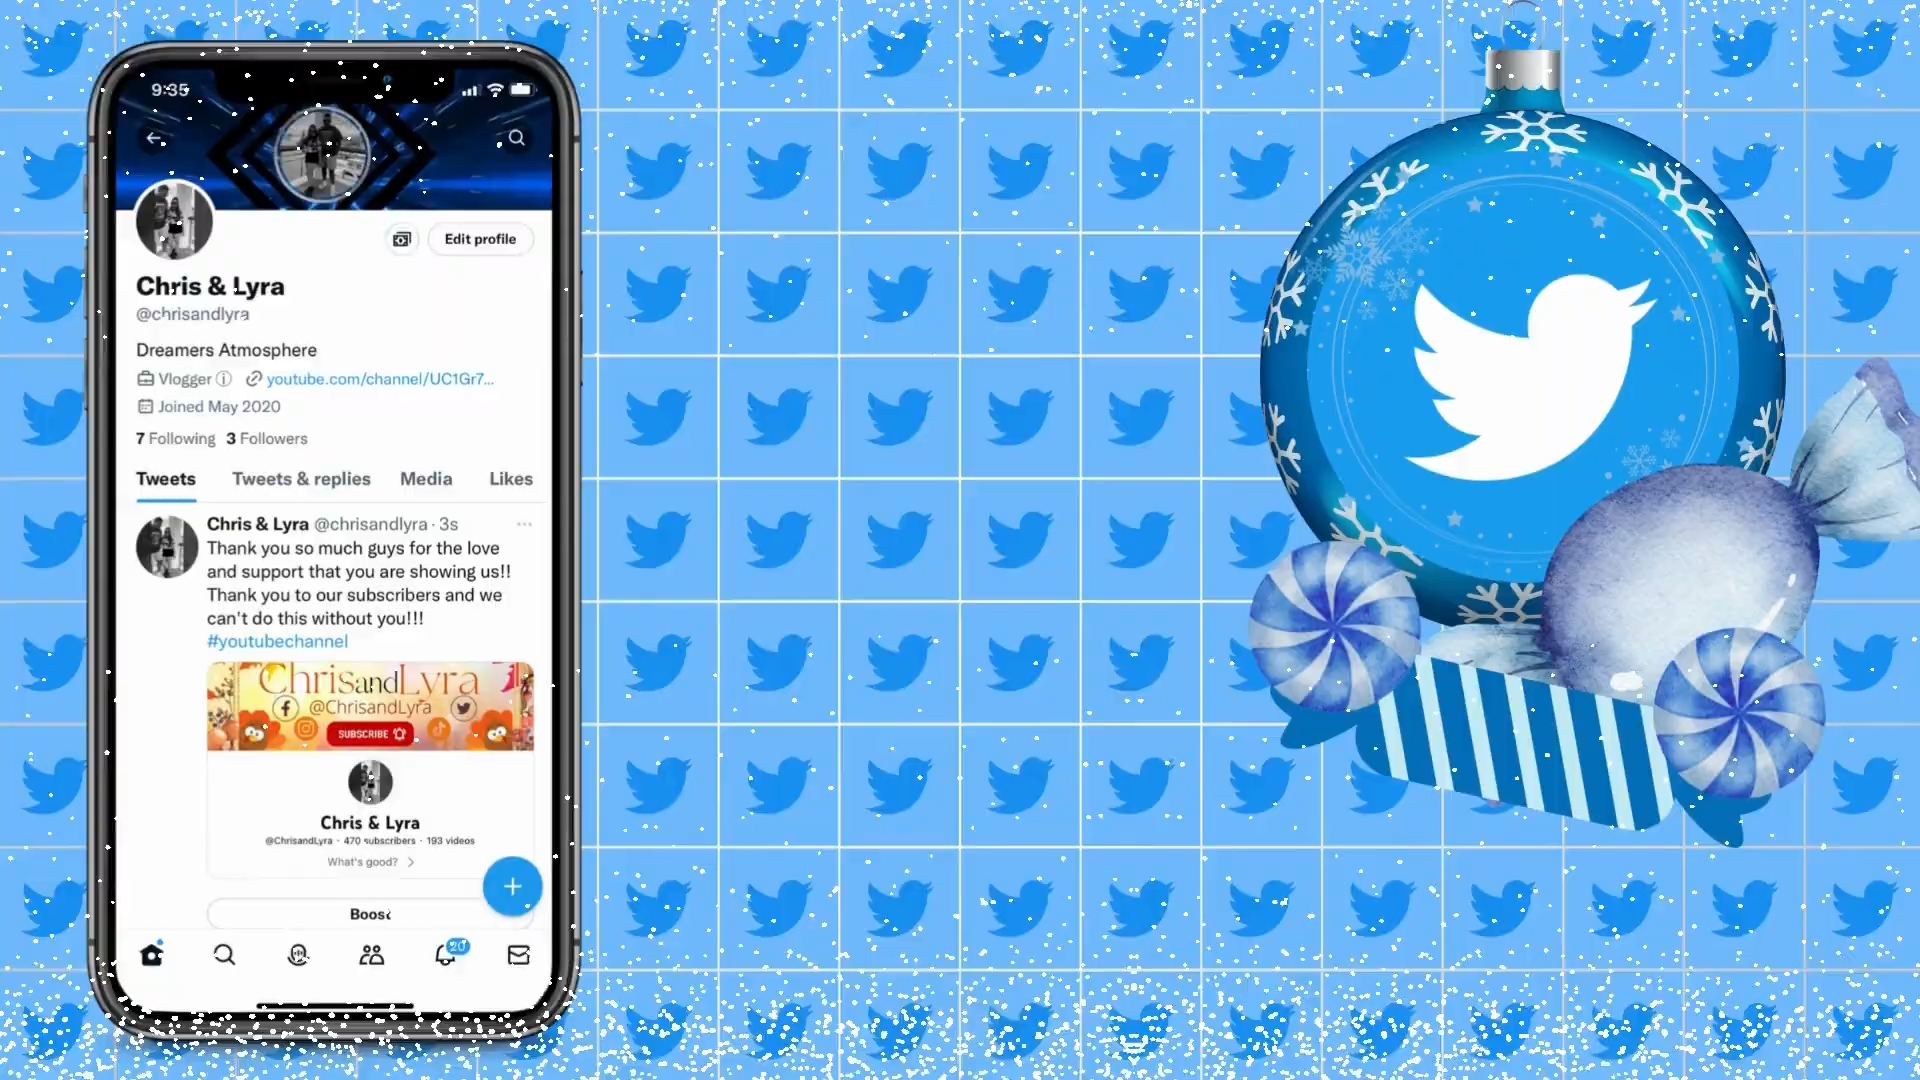 9:35
Edit profile
Chris & Lyra
@chrisandlyra
Dreamers Atmosphere
Vlogger youtube.com/channel/UC1Gr7...
Joined May 2020
7 Following 3 Followers
Tweets Tweets & replies Media Likes
Chris & Lyra @chrisandlyra · 3s
Thank you so much guys for the love
and support that you are showing us!!
Thank you to our subscribers and we
can't do this without you!!!
#youtubechannel
ChrisandLyra
@ChrisandLyra
SUBSCRIBE
Chris & Lyra
@ChrisandLyra · 470 subscribers · 193 videos
What's good?
Boost
20